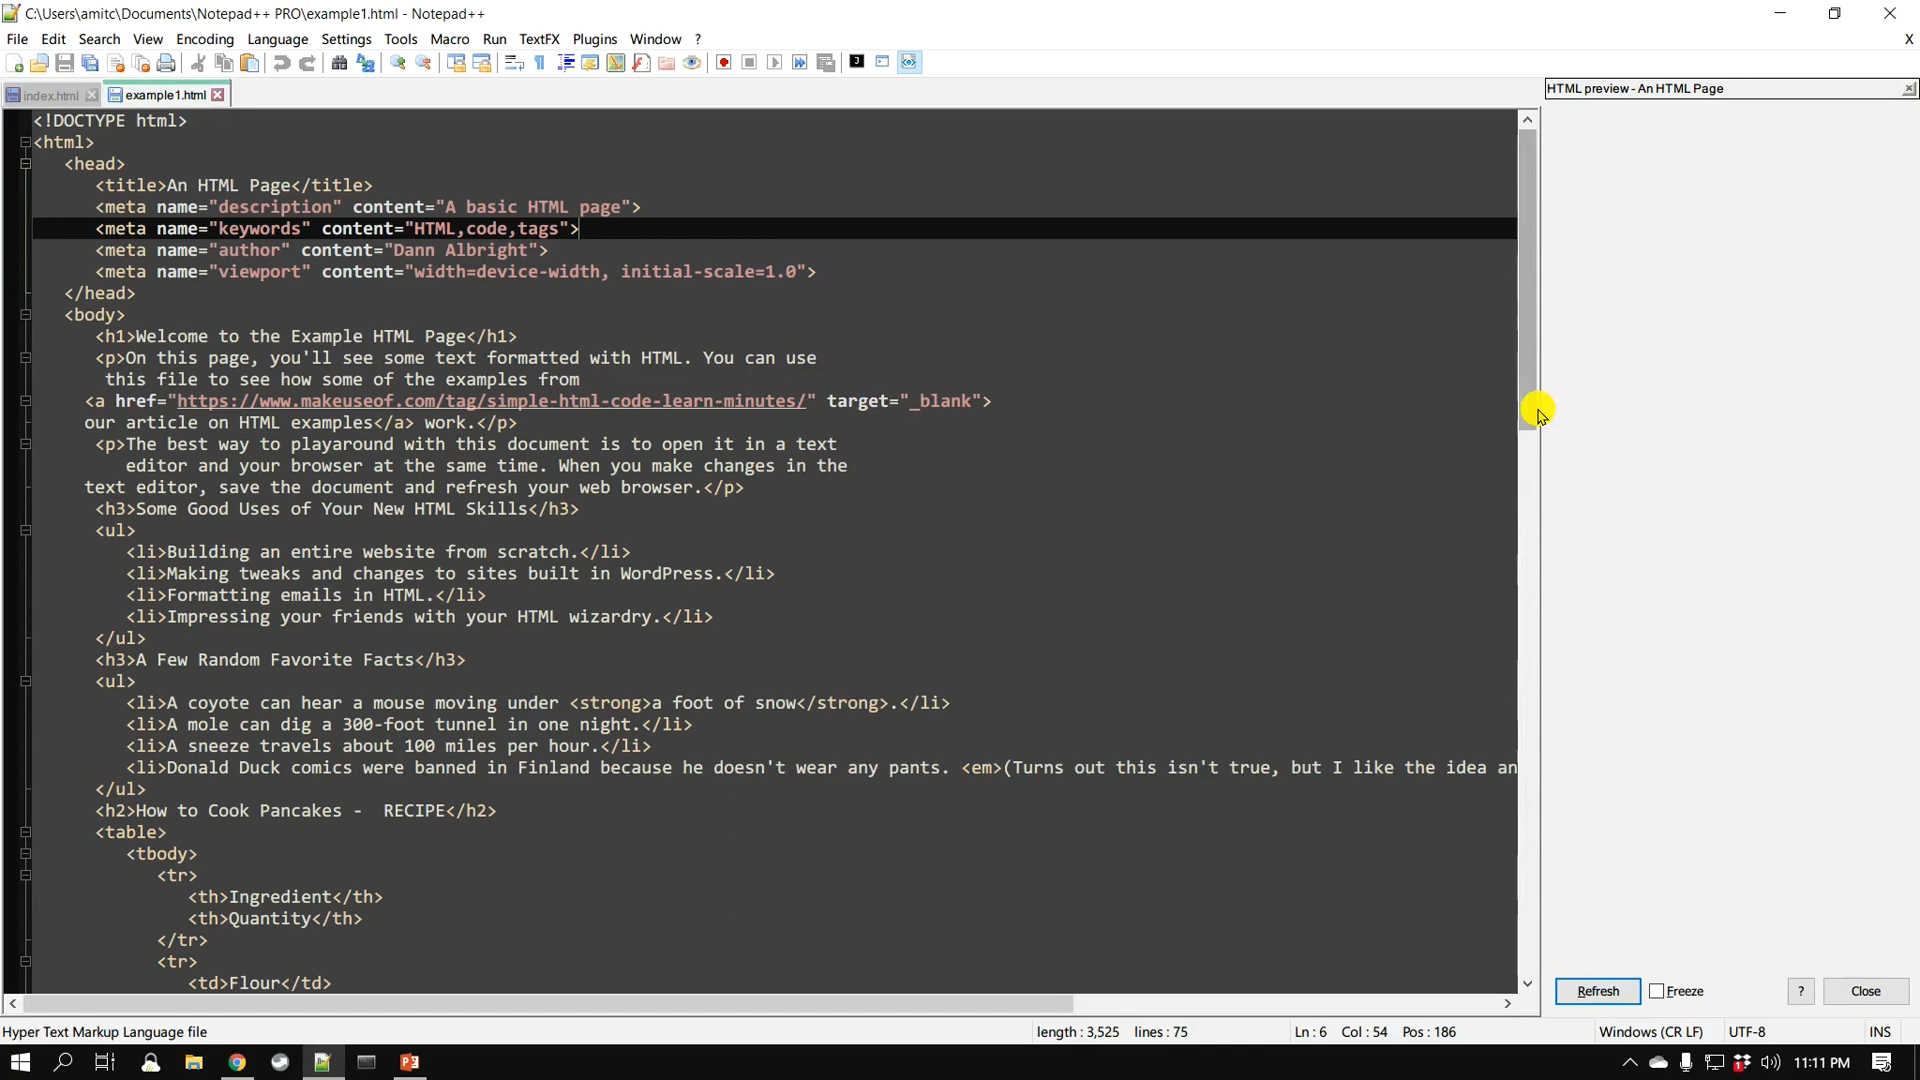 C:\Users\amitc\Documents\Notepad++ PRO\example1.html - Notepad++
File Edit Search View Encoding Language Settings Tools Macro Run TextFX Plugins Window ? X
index.html example1.html
HTML preview - An HTML Page
<!DOCTYPE html>
<html>
<head>
<title>An HTML Page</title>
<meta name="description" content="A basic HTML page">
<meta name="keywords" content="HTML,code,tags">
<meta name="author" content="Dann Albright">
<meta name="viewport" content="width=device-width, initial-scale=1.0">
</head>
<body>
<h1>Welcome to the Example HTML Page</h1>
<p>On this page, you'll see some text formatted with HTML. You can use
this file to see how some of the examples from
<a href="https://www.makeuseof.com/tag/simple-html-code-learn-minutes/" target="_blank">
our article on HTML examples</a> work.</p>
<p>The best way to playaround with this document is to open it in a text
editor and your browser at the same time. When you make changes in the
text editor, save the document and refresh your web browser.</p>
<h3>Some Good Uses of Your New HTML Skills</h3>
<ul>
<li>Building an entire website from scratch.</li>
<li>Making tweaks and changes to sites built in WordPress.</li>
<li>Formatting emails in HTML.</li>
<li>Impressing your friends with your HTML wizardry.</li>
</ul>
<h3>A Few Random Favorite Facts</h3>
<ul>
<li>A coyote can hear a mouse moving under <strong>a foot of snow</strong>.</li>
<li>A mole can dig a 300-foot tunnel in one night.</li>
<li>A sneeze travels about 100 miles per hour.</li>
<li>Donald Duck comics were banned in Finland because he doesn't wear any pants. <em>(Turns out this isn't true, but I like the idea an
</ul>
<h2>How to Cook Pancakes -  RECIPE</h2>
<table>
<tbody>
<tr>
<th>Ingredient</th>
<th>Quantity</th>
</tr>
<tr>
<td>Flour</td>
Refresh Freeze ? Close
Hyper Text Markup Language file length : 3,525 lines : 75 Ln : 6 Col : 54 Pos : 186 Windows (CR LF) UTF-8 INS
11:11 PM